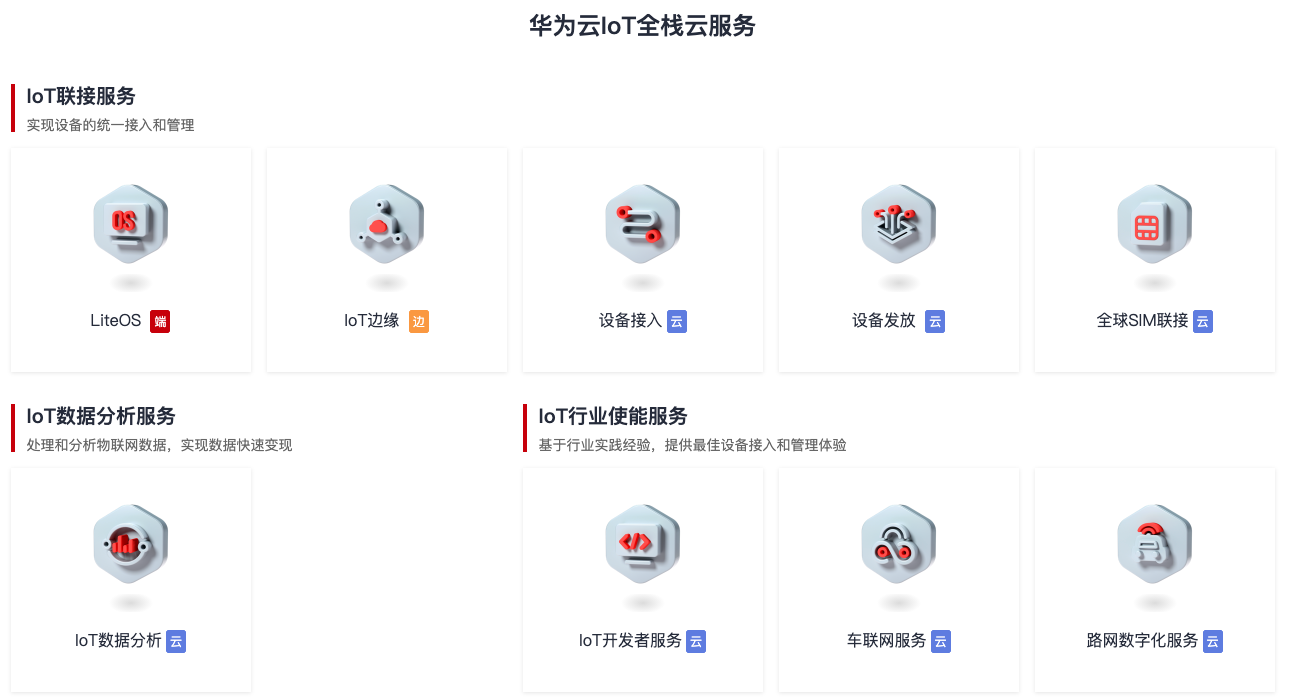 华为云IoT全栈云服务
IoT联接服务
实现设备的统一接入和管理
OS
LiteOS 端
IoT边缘 边
设备接入 云
设备发放 云
全球SIM联接 云
IoT数据分析服务
处理和分析物联网数据，实现数据快速变现
IoT数据分析 云
IoT行业使能服务
基于行业实践经验，提供最佳设备接入和管理体验
</>
IoT开发者服务 云
车联网服务 云
路网数字化服务 云